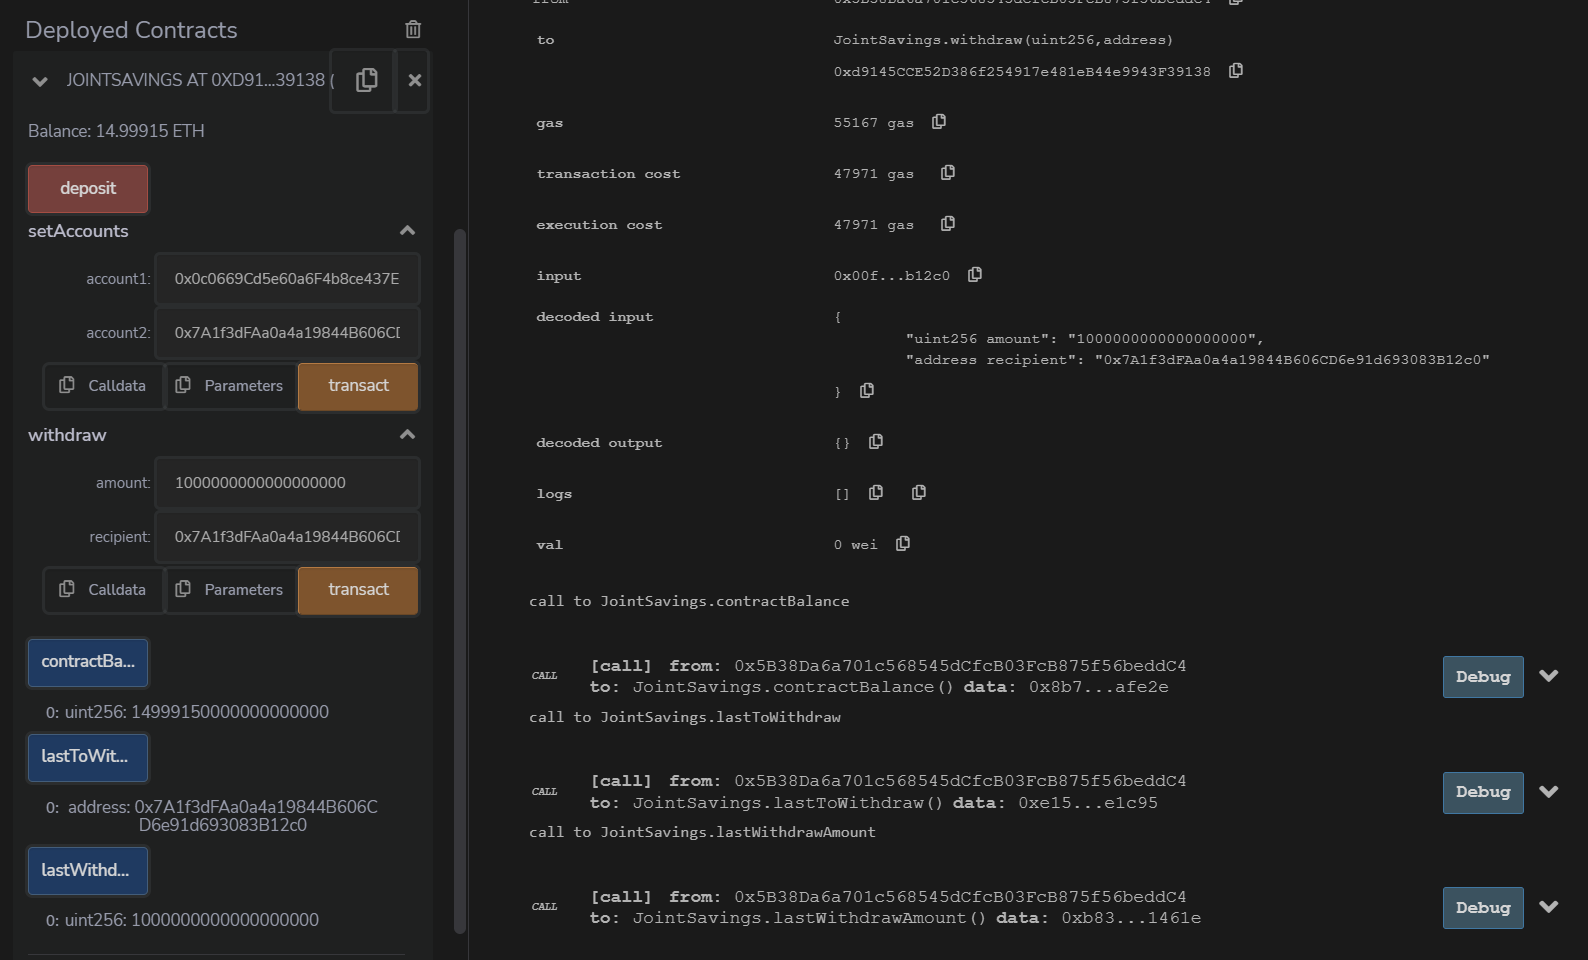 Deployed Contracts
JOINTSAVINGS AT 0XD91...39138 (
Balance: 14.99915 ETH
deposit
setAccounts
account1: 0x0c0669Cd5e60a6F4b8ce437E
account2: 0x7A1f3dFAa0a4a19844B606CD
Calldata Parameters transact
withdraw
amount: 1000000000000000000
recipient: 0x7A1f3dFAa0a4a19844B606CD
Calldata Parameters transact
contractBa...
0: uint256: 14999150000000000000
lastToWit...
0: address: 0x7A1f3dFAa0a4a19844B606C
D6e91d693083B12c0
lastWithd...
0: uint256: 1000000000000000000
from 0x5B38Da6a701c568545dCfcB03FcB875f56beddC4
to JointSavings.withdraw(uint256,address)
0xd9145CCE52D386f254917e481eB44e9943F39138
gas 55167 gas
transaction cost 47971 gas
execution cost 47971 gas
input 0x00f...b12c0
decoded input {
"uint256 amount": "1000000000000000000",
"address recipient": "0x7A1f3dFAa0a4a19844B606CD6e91d693083B12c0"
}
decoded output {}
logs []
val 0 wei
call to JointSavings.contractBalance
CALL [call] from: 0x5B38Da6a701c568545dCfcB03FcB875f56beddC4
to: JointSavings.contractBalance() data: 0x8b7...afe2e
Debug
call to JointSavings.lastToWithdraw
CALL [call] from: 0x5B38Da6a701c568545dCfcB03FcB875f56beddC4
to: JointSavings.lastToWithdraw() data: 0xe15...e1c95
Debug
call to JointSavings.lastWithdrawAmount
CALL [call] from: 0x5B38Da6a701c568545dCfcB03FcB875f56beddC4
to: JointSavings.lastWithdrawAmount() data: 0xb83...1461e
Debug